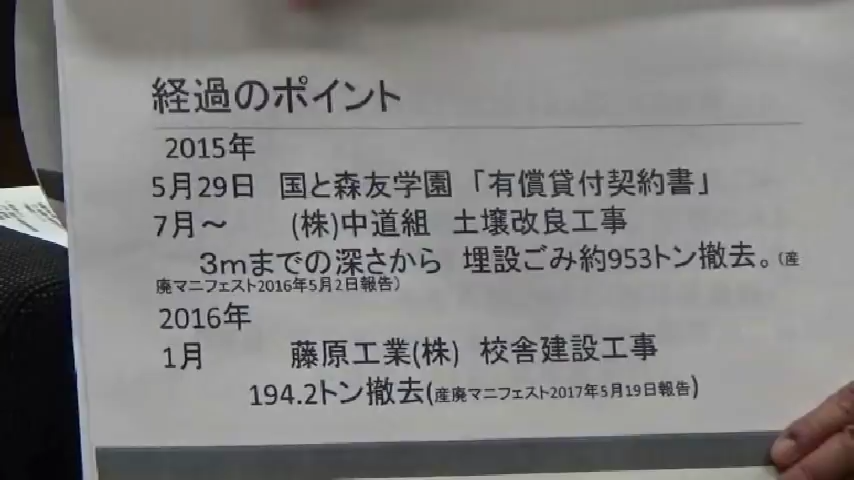 経過のポイント
2015年
5月29日 国と森友学園 「有償貸付契約書」
7月～ (株)中道組 土壌改良工事
3mまでの深さから 埋設ごみ約953トン撤去。(産
廃マニフェスト2016年5月2日報告)
2016年
1月 藤原工業(株) 校舎建設工事
194.2トン撤去(産廃マニフェスト2017年5月19日報告)